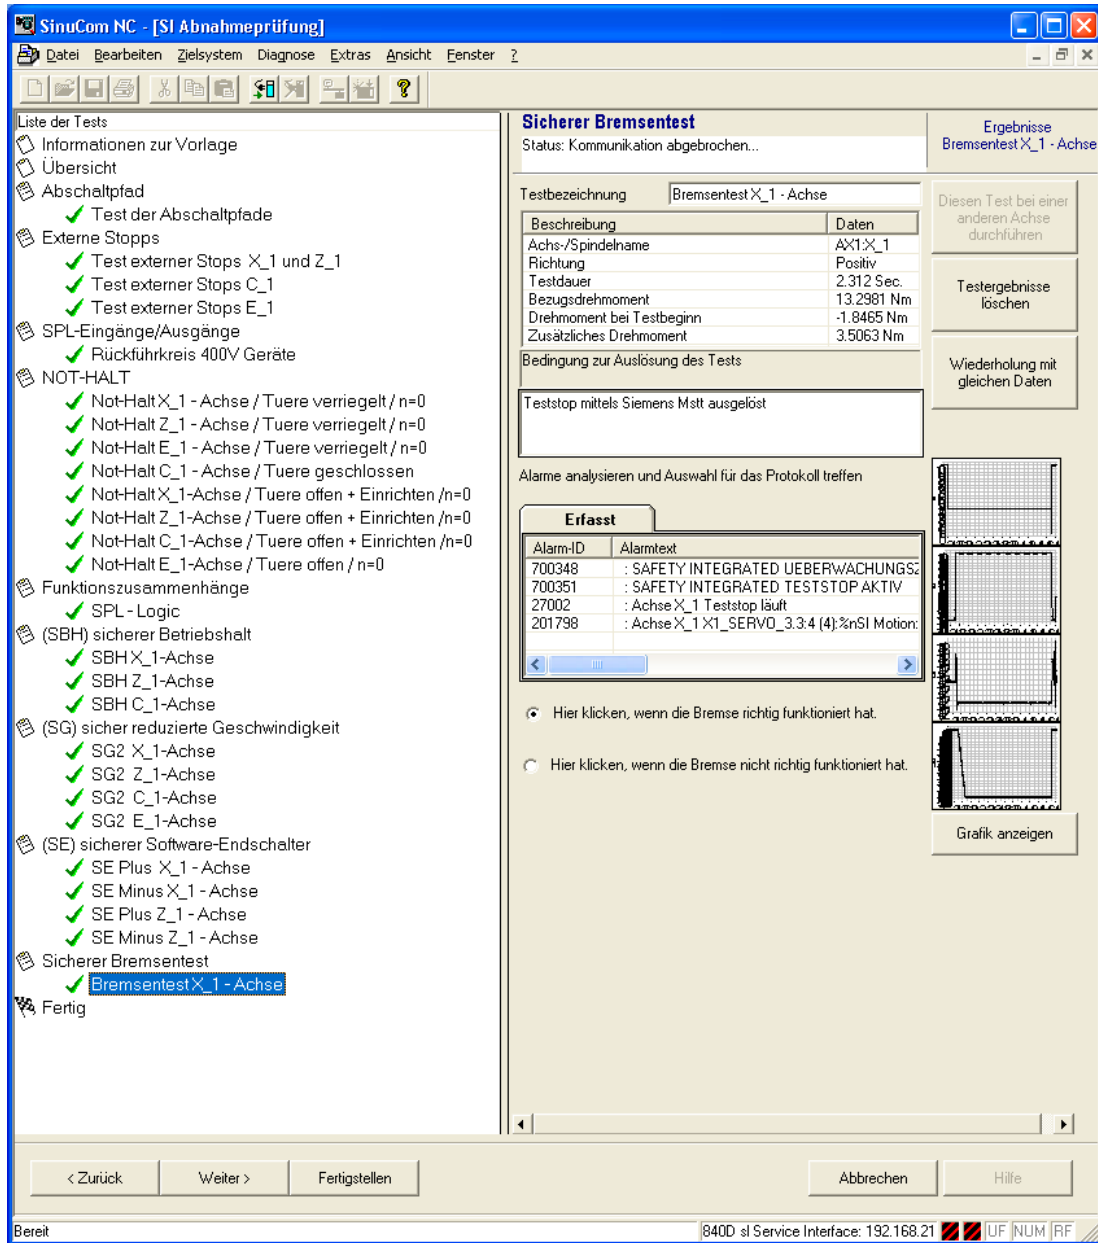 SinuCom NC - [SI Abnahmeprüfung]
Datei Bearbeiten Zielsystem Diagnose Extras Ansicht Fenster ?
Liste der Tests
Informationen zur Vorlage
Übersicht
Abschaltpfad
Test der Abschaltpfade
Externe Stopps
Test externer Stops X_1 und Z_1
Test externer Stops C_1
Test externer Stops E_1
SPL-Eingänge/Ausgänge
Rückführkreis 400V Geräte
NOT-HALT
Not-Halt X_1 - Achse / Tuere verriegelt / n=0
Not-Halt Z_1 - Achse / Tuere verriegelt / n=0
Not-Halt E_1 - Achse / Tuere verriegelt / n=0
Not-Halt C_1 - Achse / Tuere geschlossen
Not-Halt X_1-Achse / Tuere offen + Einrichten /n=0
Not-Halt Z_1-Achse / Tuere offen + Einrichten /n=0
Not-Halt C_1-Achse / Tuere offen + Einrichten /n=0
Not-Halt E_1-Achse / Tuere offen / n=0
Funktionszusammenhänge
SPL - Logic
(SBH) sicherer Betriebshalt
SBH X_1-Achse
SBH Z_1-Achse
SBH C_1-Achse
(SG) sicher reduzierte Geschwindigkeit
SG2 X_1-Achse
SG2 Z_1-Achse
SG2 C_1-Achse
SG2 E_1-Achse
(SE) sicherer Software-Endschalter
SE Plus X_1 - Achse
SE Minus X_1 - Achse
SE Plus Z_1 - Achse
SE Minus Z_1 - Achse
Sicherer Bremsentest
Bremsentest X_1 - Achse
Fertig
Sicherer Bremsentest
Status: Kommunikation abgebrochen...
Ergebnisse
Bremsentest X_1 - Achse
Testbezeichnung Bremsentest X_1 - Achse
Beschreibung Daten
Achs-/Spindelname AX1:X_1
Richtung Positiv
Testdauer 2.312 Sec.
Bezugsdrehmoment 13.2981 Nm
Drehmoment bei Testbeginn -1.8465 Nm
Zusätzliches Drehmoment 3.5063 Nm
Bedingung zur Auslösung des Tests
Teststop mittels Siemens Mstt ausgelöst
Alarme analysieren und Auswahl für das Protokoll treffen
Erfasst
Alarm-ID Alarmtext
700348 : SAFETY INTEGRATED UEBERWACHUNGSZ
700351 : SAFETY INTEGRATED TESTSTOP AKTIV
27002 : Achse X_1 Teststop läuft
201798 : Achse X_1 X1_SERVO_3.3:4 (4):%nSI Motion:
Hier klicken, wenn die Bremse richtig funktioniert hat.
Hier klicken, wenn die Bremse nicht richtig funktioniert hat.
Diesen Test bei einer
anderen Achse
durchführen
Testergebnisse
löschen
Wiederholung mit
gleichen Daten
Grafik anzeigen
< Zurück Weiter > Fertigstellen Abbrechen Hilfe
Bereit 840D sl Service Interface: 192.168.21 UF NUM RF